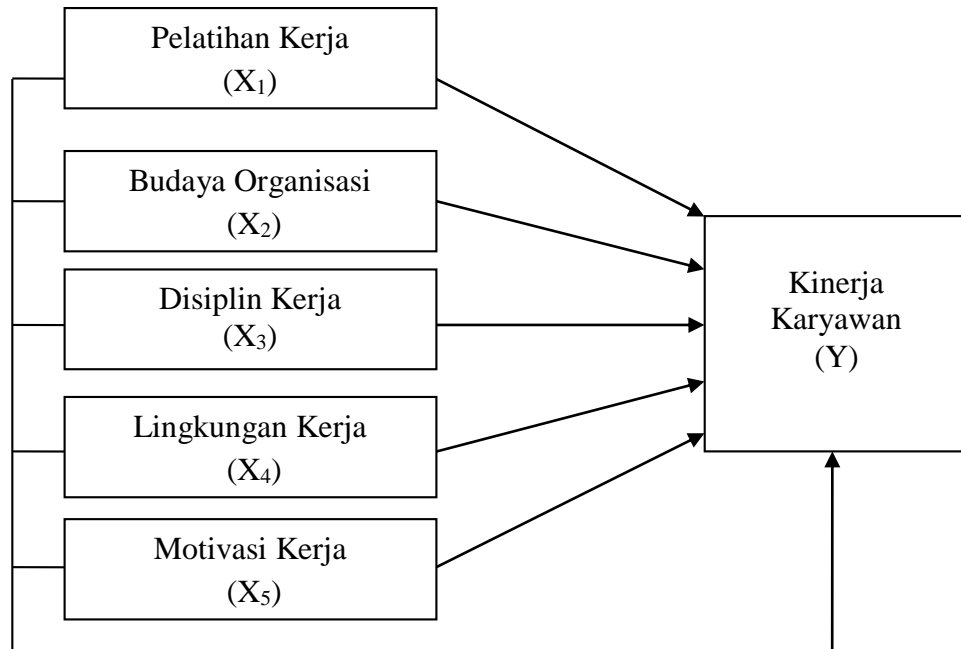 Pelatihan Kerja
(X₁)
Budaya Organisasi
(X₂)
Disiplin Kerja
(X₃)
Lingkungan Kerja
(X₄)
Motivasi Kerja
(X₅)
Kinerja
Karyawan
(Y)